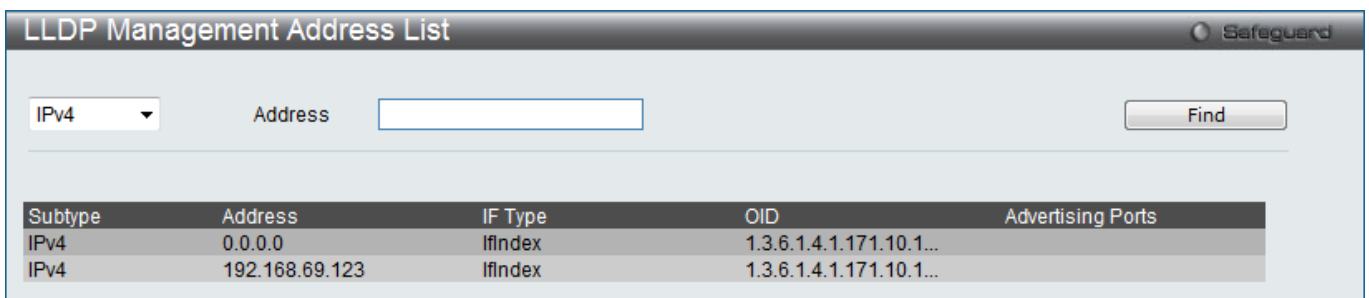 LLDP Management Address List
Safeguard
IPv4 Address Find
Subtype Address IF Type OID Advertising Ports
IPv4 0.0.0.0 IfIndex 1.3.6.1.4.1.171.10.1...
IPv4 192.168.69.123 IfIndex 1.3.6.1.4.1.171.10.1...